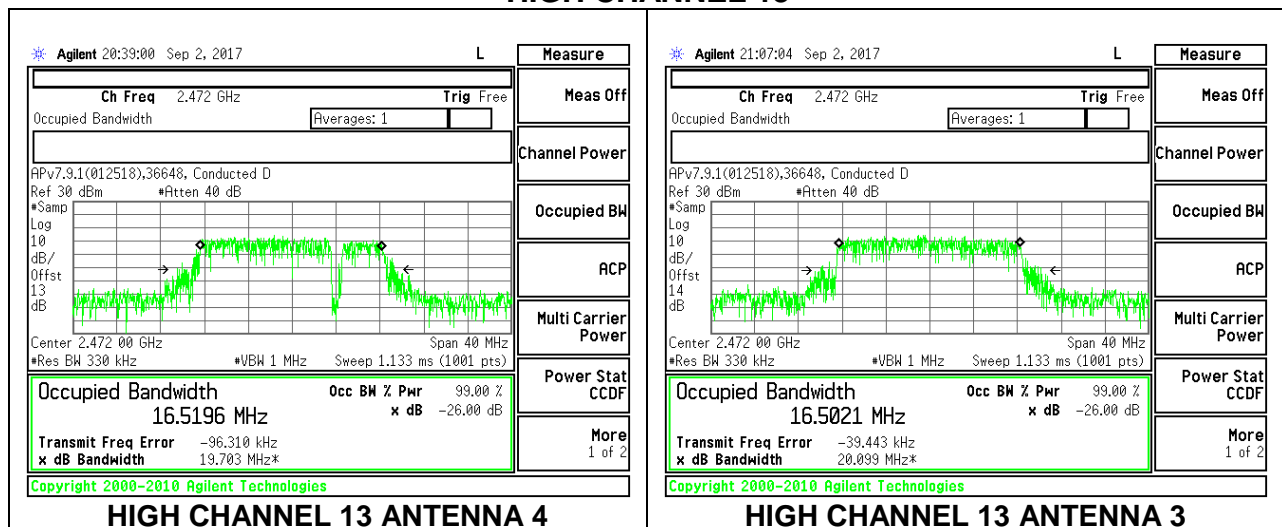 Agilent 20:39:00 Sep 2, 2017 L
Measure
Ch Freq 2.472 GHz Trig Free
Occupied Bandwidth Averages: 1
APv7.9.1(012518),36648, Conducted D
Ref 30 dBm #Atten 40 dB
#Samp
Log
10
dB/
Offst
13
dB
Center 2.472 00 GHz Span 40 MHz
#Res BW 330 kHz #VBW 1 MHz Sweep 1.133 ms (1001 pts)
Occupied Bandwidth Occ BW % Pwr 99.00 %
16.5196 MHz x dB -26.00 dB
Transmit Freq Error -96.310 kHz
x dB Bandwidth 19.703 MHz*
Copyright 2000-2010 Agilent Technologies
Meas Off
Channel Power
Occupied BW
ACP
Multi Carrier
Power
Power Stat
CCDF
More
1 of 2
HIGH CHANNEL 13 ANTENNA 4
Agilent 21:07:04 Sep 2, 2017 L
Measure
Ch Freq 2.472 GHz Trig Free
Occupied Bandwidth Averages: 1
APv7.9.1(012518),36648, Conducted D
Ref 30 dBm #Atten 40 dB
#Samp
Log
10
dB/
Offst
14
dB
Center 2.472 00 GHz Span 40 MHz
#Res BW 330 kHz #VBW 1 MHz Sweep 1.133 ms (1001 pts)
Occupied Bandwidth Occ BW % Pwr 99.00 %
16.5021 MHz x dB -26.00 dB
Transmit Freq Error -39.443 kHz
x dB Bandwidth 20.099 MHz*
Copyright 2000-2010 Agilent Technologies
Meas Off
Channel Power
Occupied BW
ACP
Multi Carrier
Power
Power Stat
CCDF
More
1 of 2
HIGH CHANNEL 13 ANTENNA 3